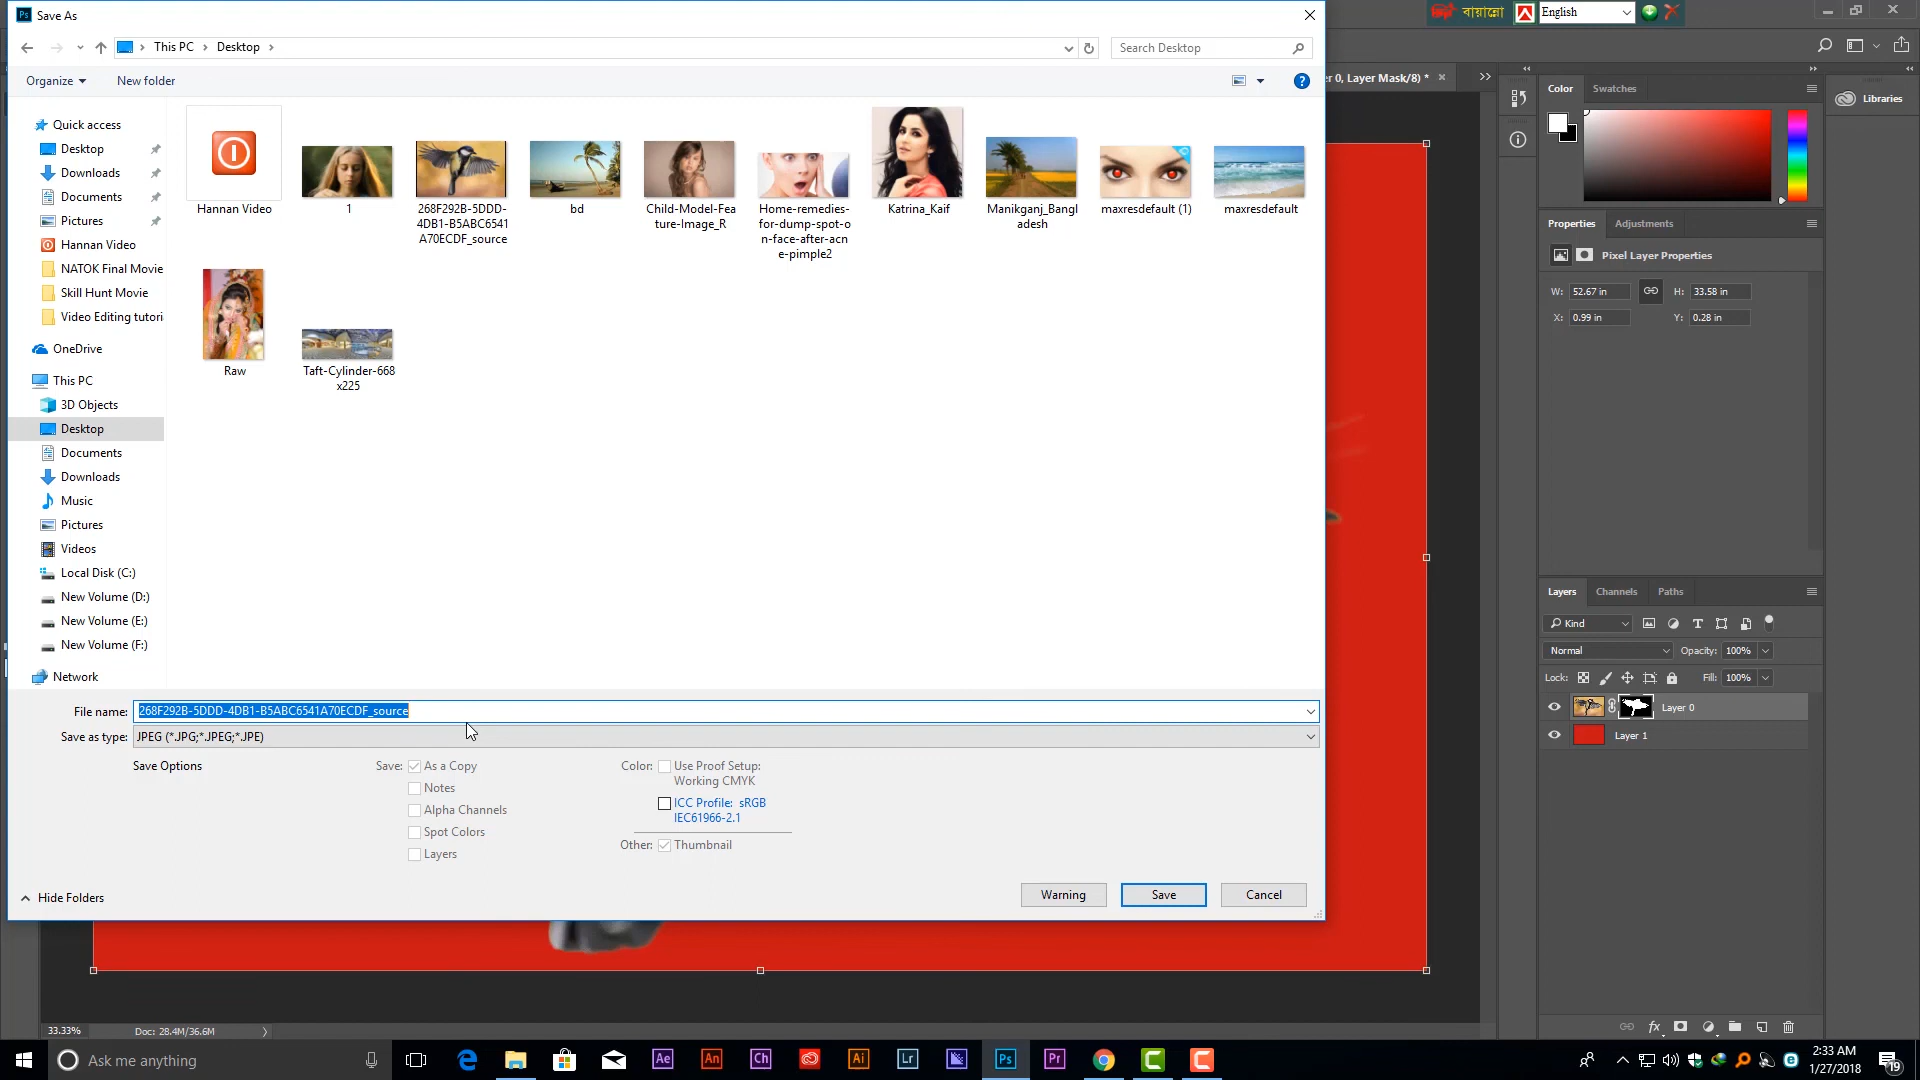 Save As
বায়ান্নো
English
This PC
Desktop
Search Desktop
Organize
New folder
r 0, Layer Mask/8) *
Color
Swatches
Libraries
Quick access
Desktop
Downloads
Documents
Pictures
Hannan Video
NATOK Final Movie
Skill Hunt Movie
Video Editing tutori
OneDrive
This PC
3D Objects
Desktop
Documents
Downloads
Music
Pictures
Videos
Local Disk (C:)
New Volume (D:)
New Volume (E:)
New Volume (F:)
Network
Hannan Video
1
268F292B-5DDD-
4DB1-B5ABC6541
A70ECDF_source
bd
Child-Model-Fea
ture-Image_R
Home-remedies-
for-dump-spot-o
n-face-after-acn
e-pimple2
Katrina_Kaif
Manikganj_Bangl
adesh
maxresdefault (1)
maxresdefault
Raw
Taft-Cylinder-668
x225
Properties
Adjustments
Pixel Layer Properties
W: 52.67 in
H: 33.58 in
X: 0.99 in
Y: 0.28 in
Layers
Channels
Paths
Kind
Normal
Opacity: 100%
Lock:
Fill: 100%
Layer 0
Layer 1
File name: 268F292B-5DDD-4DB1-B5ABC6541A70ECDF_source
Save as type: JPEG (*.JPG;*.JPEG;*.JPE)
Save Options
Save: As a Copy
Notes
Alpha Channels
Spot Colors
Layers
Color: Use Proof Setup:
Working CMYK
ICC Profile: sRGB
IEC61966-2.1
Other: Thumbnail
Hide Folders
Warning
Save
Cancel
33.33%
Doc: 28.4M/36.6M
fx
Ask me anything
Ae
An
Ch
Ai
Lr
Ps
Pr
2:33 AM
1/27/2018
19